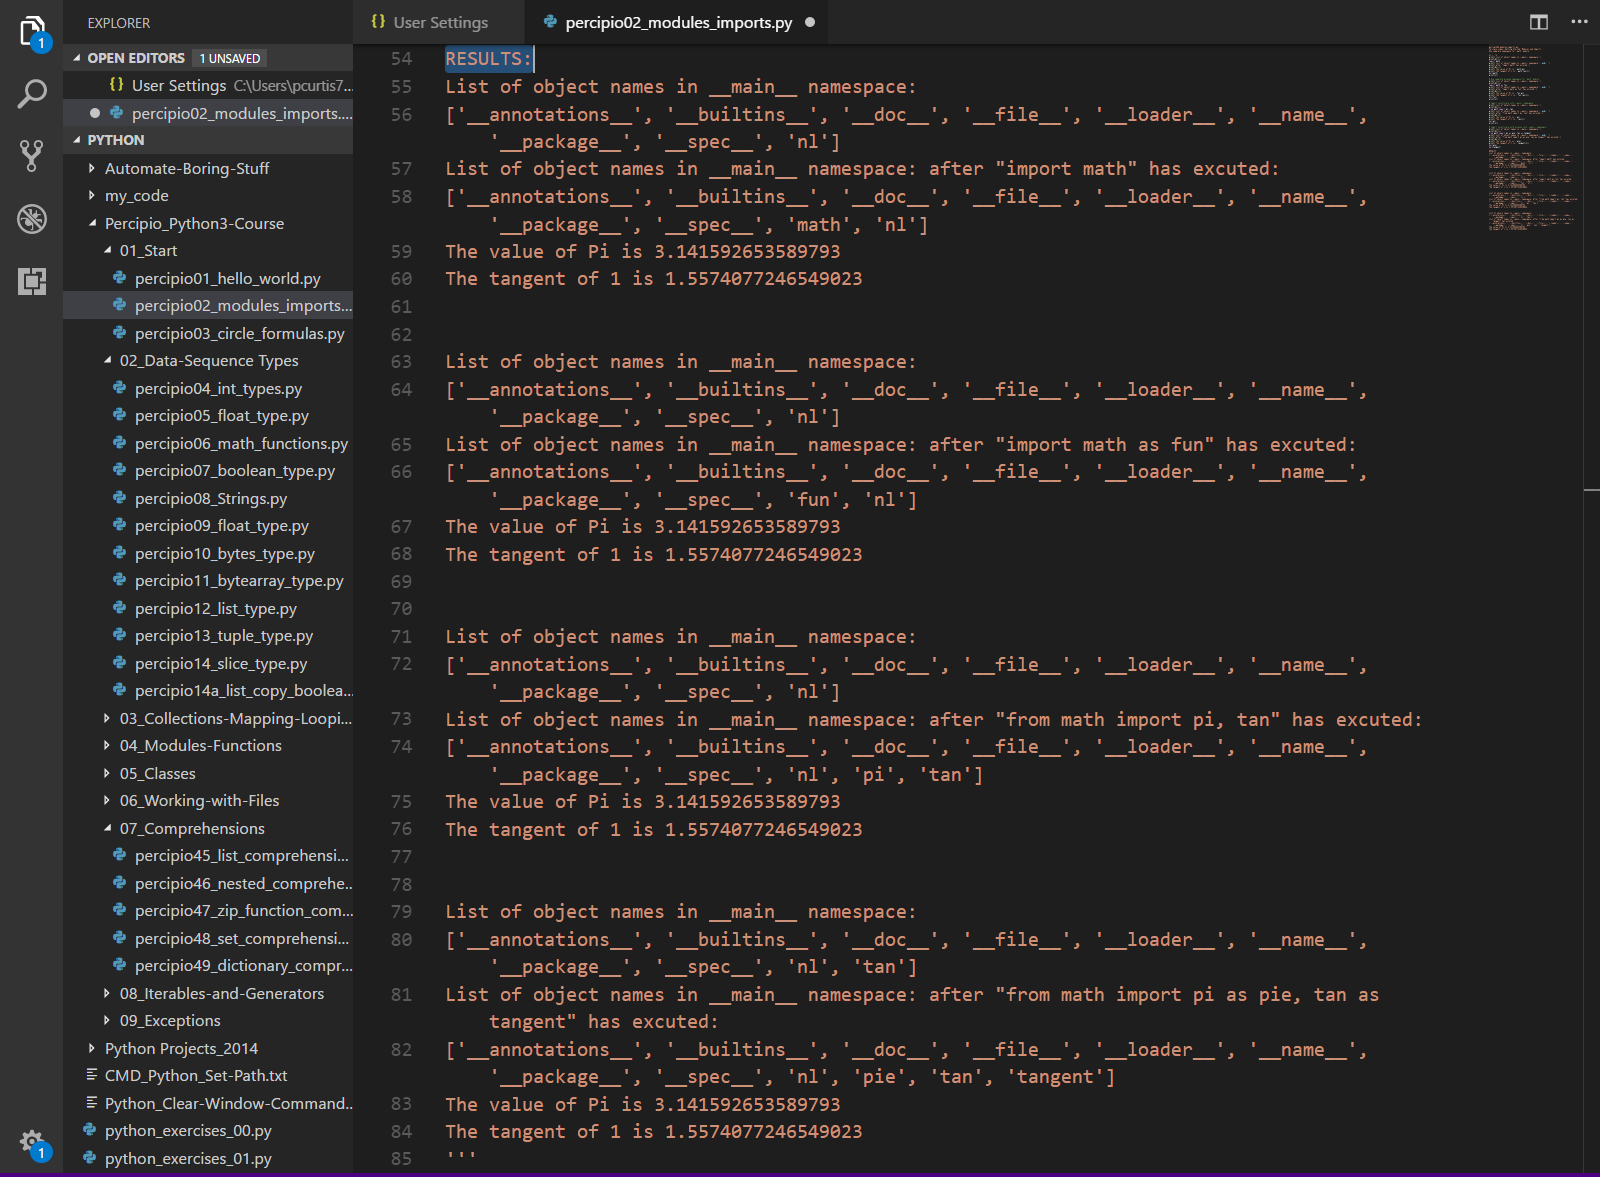 EXPLORER
OPEN EDITORS 1 UNSAVED
{} User Settings C:\Users\pcurtis7...
percipio02_modules_imports....
PYTHON
Automate-Boring-Stuff
my_code
Percipio_Python3-Course
01_Start
percipio01_hello_world.py
percipio02_modules_imports...
percipio03_circle_formulas.py
02_Data-Sequence Types
percipio04_int_types.py
percipio05_float_type.py
percipio06_math_functions.py
percipio07_boolean_type.py
percipio08_Strings.py
percipio09_float_type.py
percipio10_bytes_type.py
percipio11_bytearray_type.py
percipio12_list_type.py
percipio13_tuple_type.py
percipio14_slice_type.py
percipio14a_list_copy_boolea...
03_Collections-Mapping-Loopi...
04_Modules-Functions
05_Classes
06_Working-with-Files
07_Comprehensions
percipio45_list_comprehensi...
percipio46_nested_comprehe...
percipio47_zip_function_com...
percipio48_set_comprehensi...
percipio49_dictionary_compr...
08_Iterables-and-Generators
09_Exceptions
Python Projects_2014
CMD_Python_Set-Path.txt
Python_Clear-Window-Command...
python_exercises_00.py
python_exercises_01.py
1
1
{} User Settings
percipio02_modules_imports.py
54 RESULTS:
55 List of object names in __main__ namespace:
56 ['__annotations__', '__builtins__', '__doc__', '__file__', '__loader__', '__name__',
'__package__', '__spec__', 'nl']
57 List of object names in __main__ namespace: after "import math" has excuted:
58 ['__annotations__', '__builtins__', '__doc__', '__file__', '__loader__', '__name__',
'__package__', '__spec__', 'math', 'nl']
59 The value of Pi is 3.141592653589793
60 The tangent of 1 is 1.5574077246549023
61
62
63 List of object names in __main__ namespace:
64 ['__annotations__', '__builtins__', '__doc__', '__file__', '__loader__', '__name__',
'__package__', '__spec__', 'nl']
65 List of object names in __main__ namespace: after "import math as fun" has excuted:
66 ['__annotations__', '__builtins__', '__doc__', '__file__', '__loader__', '__name__',
'__package__', '__spec__', 'fun', 'nl']
67 The value of Pi is 3.141592653589793
68 The tangent of 1 is 1.5574077246549023
69
70
71 List of object names in __main__ namespace:
72 ['__annotations__', '__builtins__', '__doc__', '__file__', '__loader__', '__name__',
'__package__', '__spec__', 'nl']
73 List of object names in __main__ namespace: after "from math import pi, tan" has excuted:
74 ['__annotations__', '__builtins__', '__doc__', '__file__', '__loader__', '__name__',
'__package__', '__spec__', 'nl', 'pi', 'tan']
75 The value of Pi is 3.141592653589793
76 The tangent of 1 is 1.5574077246549023
77
78
79 List of object names in __main__ namespace:
80 ['__annotations__', '__builtins__', '__doc__', '__file__', '__loader__', '__name__',
'__package__', '__spec__', 'nl', 'tan']
81 List of object names in __main__ namespace: after "from math import pi as pie, tan as
tangent" has excuted:
82 ['__annotations__', '__builtins__', '__doc__', '__file__', '__loader__', '__name__',
'__package__', '__spec__', 'nl', 'pie', 'tan', 'tangent']
83 The value of Pi is 3.141592653589793
84 The tangent of 1 is 1.5574077246549023
85 '''